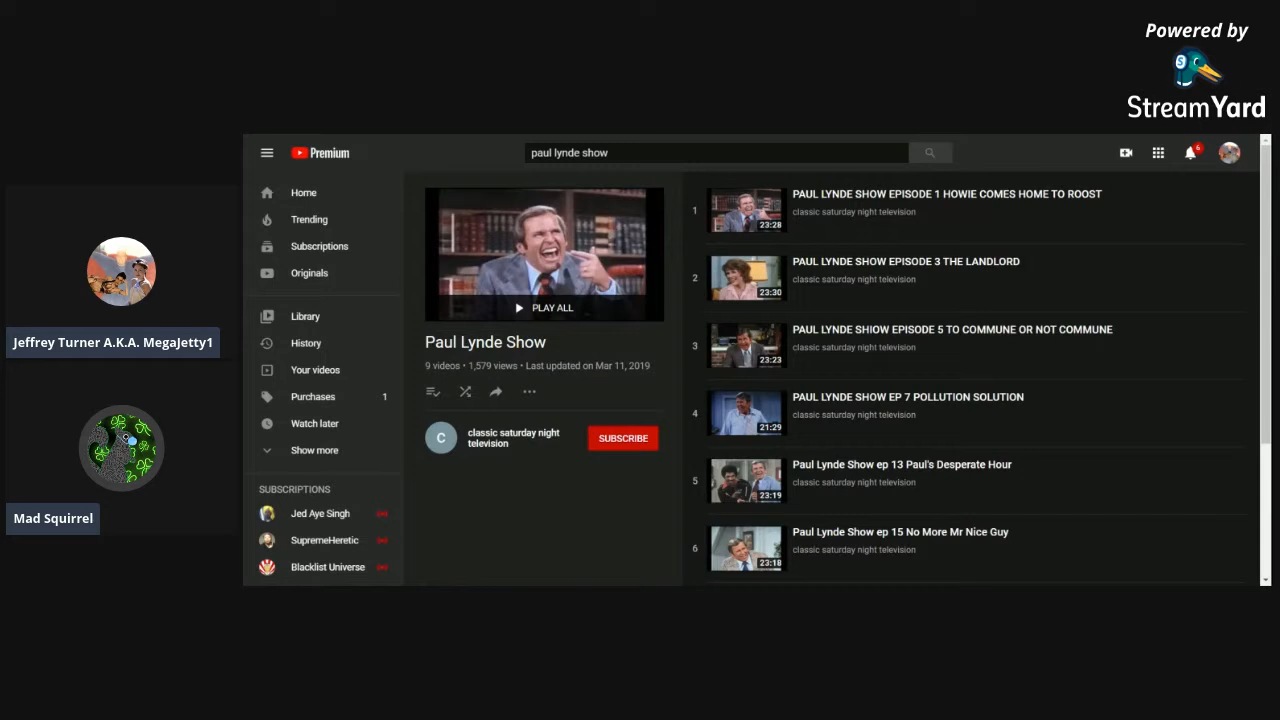 Powered by
StreamYard
Jeffrey Turner A.K.A. MegaJetty1
Mad Squirrel
Premium
paul lynde show
6
Home
Trending
Subscriptions
Originals
Library
History
Your videos
Purchases 1
Watch later
Show more
SUBSCRIPTIONS
Jed Aye Singh
SupremeHeretic
Blacklist Universe
PLAY ALL
Paul Lynde Show
9 videos • 1,579 views • Last updated on Mar 11, 2019
C
classic saturday night
television
SUBSCRIBE
1
23:28
PAUL LYNDE SHOW EPISODE 1 HOWIE COMES HOME TO ROOST
classic saturday night television
2
23:30
PAUL LYNDE SHOW EPISODE 3 THE LANDLORD
classic saturday night television
3
23:23
PAUL LYNDE SHIOW EPISODE 5 TO COMMUNE OR NOT COMMUNE
classic saturday night television
4
21:29
PAUL LYNDE SHOW EP 7 POLLUTION SOLUTION
classic saturday night television
5
23:19
Paul Lynde Show ep 13 Paul's Desperate Hour
classic saturday night television
6
23:18
Paul Lynde Show ep 15 No More Mr Nice Guy
classic saturday night television